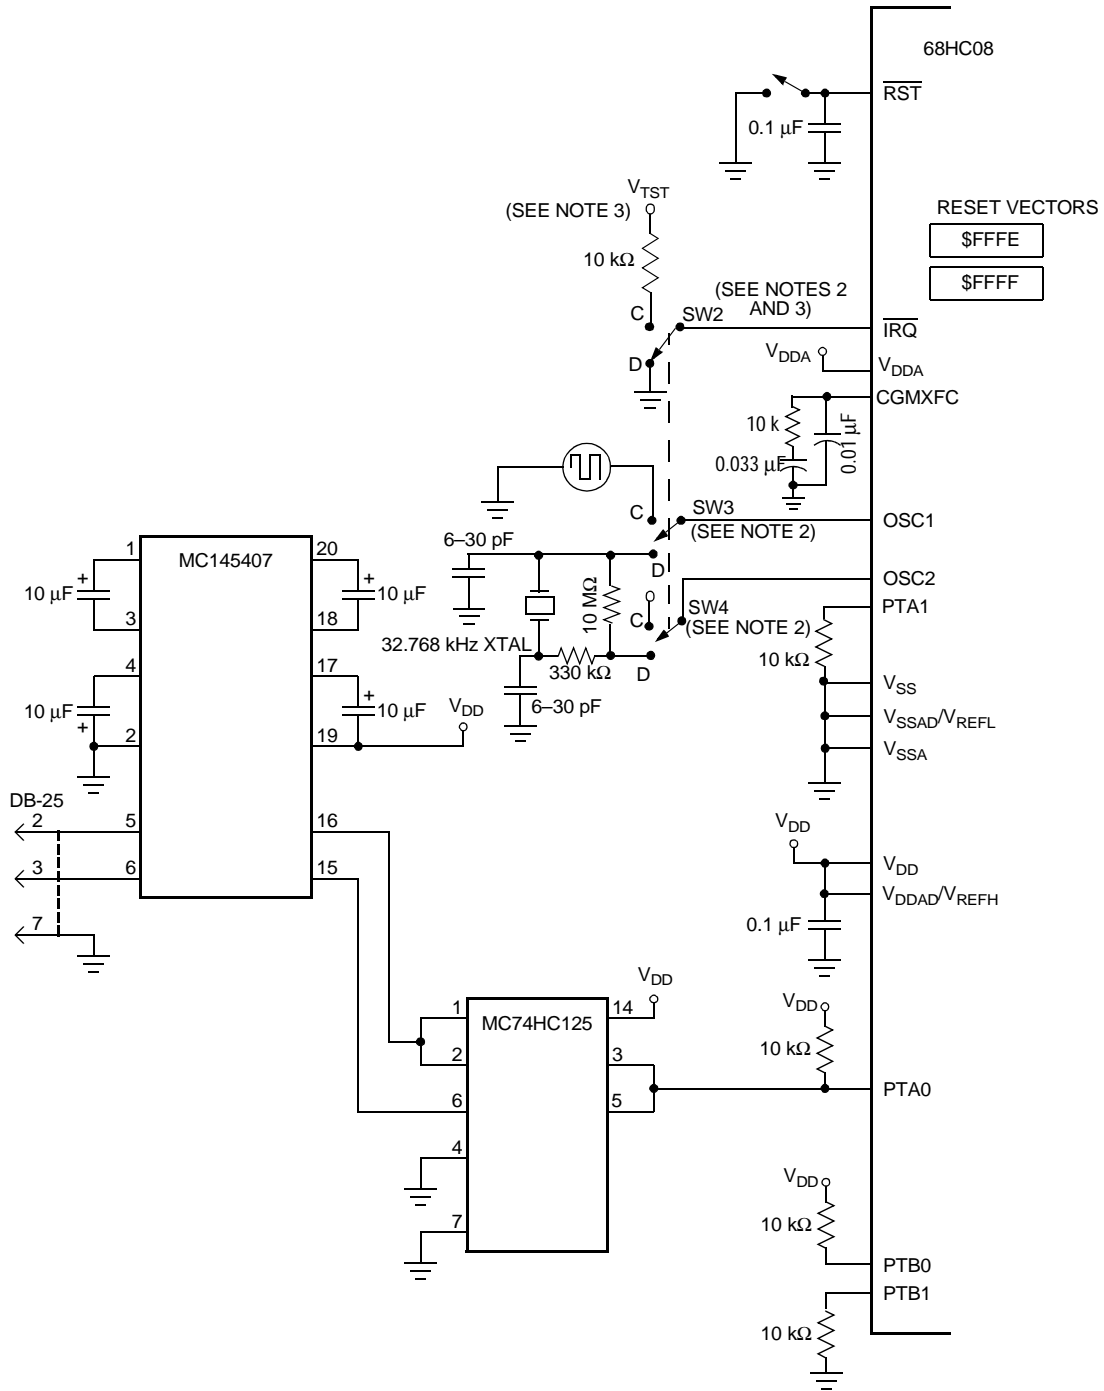 68HC08
RST
0.1 µF
VTST
(SEE NOTE 3)
10 kΩ
RESET VECTORS
$FFFE
$FFFF
(SEE NOTES 2
AND 3)
C
SW2
IRQ
D
VDDA
VDDA
CGMXFC
10 k
0.01 µF
0.033 µF
C
SW3
OSC1
(SEE NOTE 2)
6–30 pF
D
MC145407
1
20
10 µF
+
+
10 µF
3
18
10 MΩ
OSC2
C
SW4
(SEE NOTE 2)
PTA1
32.768 kHz XTAL
330 kΩ
D
10 kΩ
4
17
6–30 pF
VSS
10 µF
+
+
10 µF
VDD
VSSAD/VREFL
2
19
VSSA
DB-25
2
5
16
VDD
3
6
15
VDD
VDDAD/VREFH
7
0.1 µF
VDD
1
MC74HC125
14
VDD
2
3
10 kΩ
6
5
PTA0
4
VDD
7
10 kΩ
PTB0
PTB1
10 kΩ